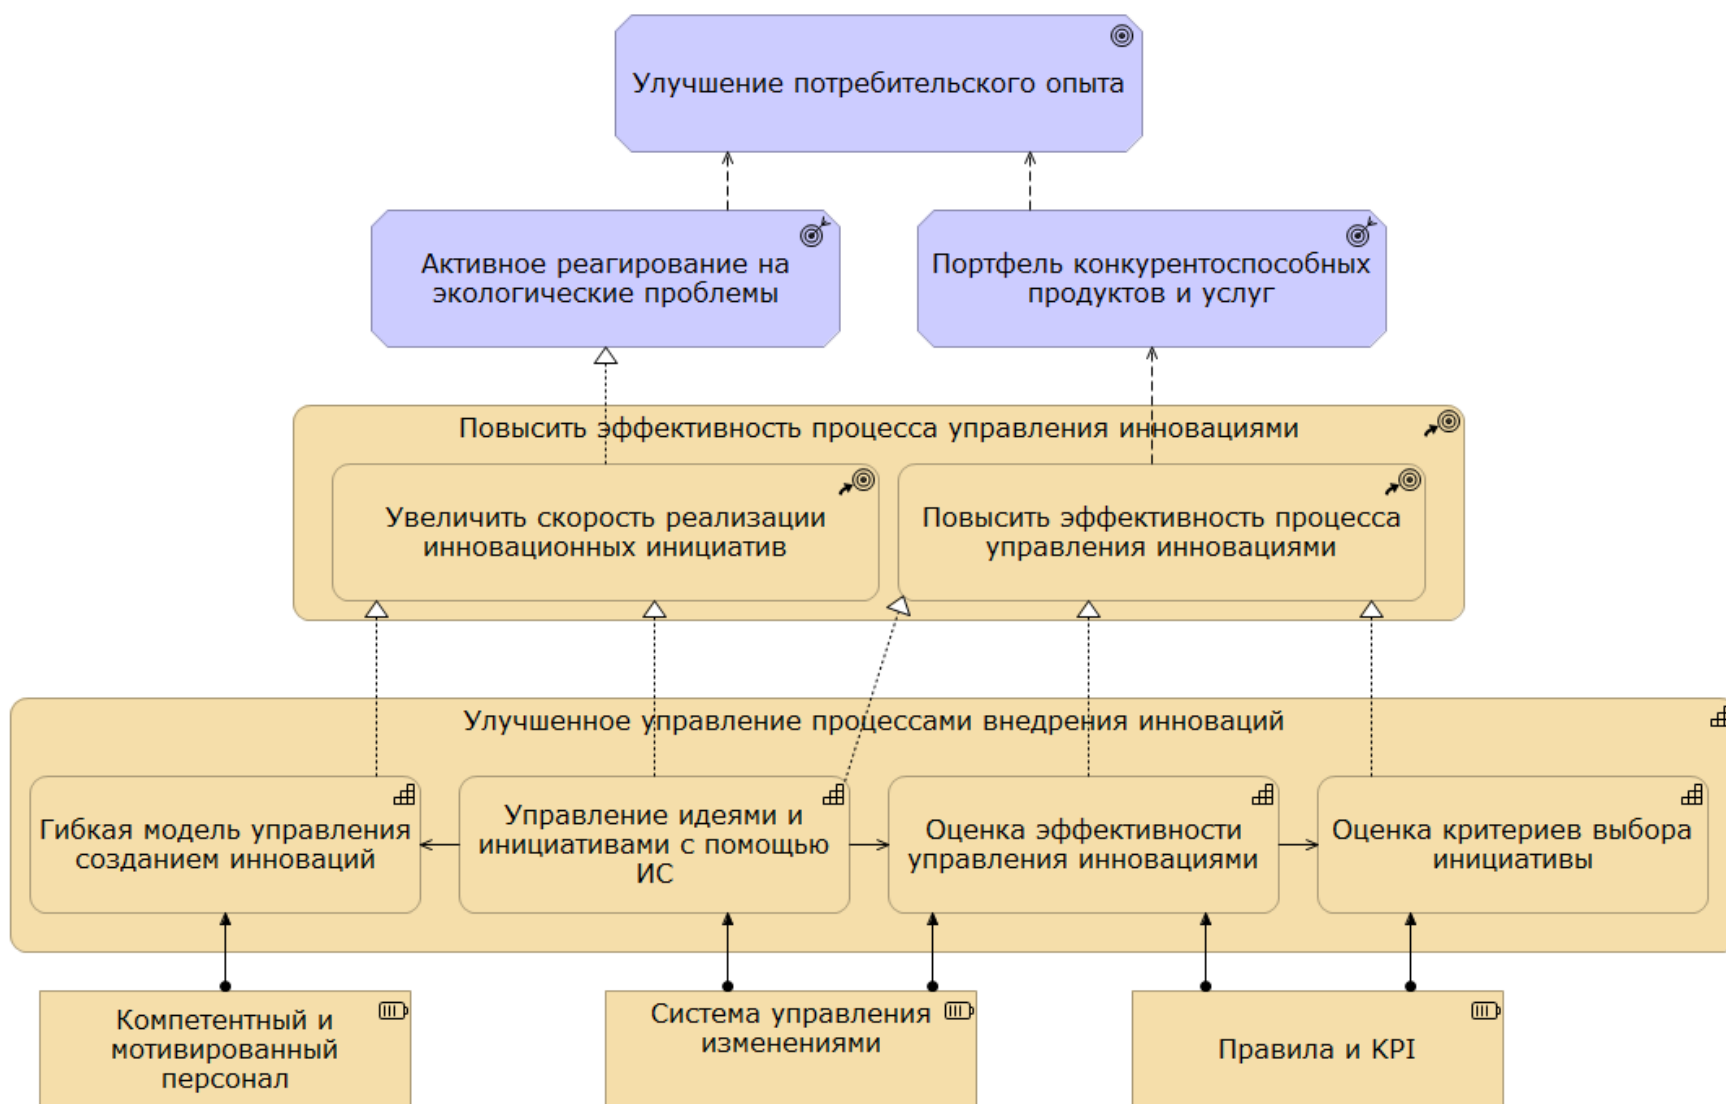 Улучшение потребительского опыта
Активное реагирование на
экологические проблемы
Портфель конкурентоспособных
продуктов и услуг
Повысить эффективность процесса управления инновациями
Увеличить скорость реализации
инновационных инициатив
Повысить эффективность процесса
управления инновациями
Улучшенное управление процессами внедрения инноваций
Гибкая модель управления
созданием инноваций
Управление идеями и
инициативами с помощью
ИС
Оценка эффективности
управления инновациями
Оценка критериев выбора
инициативы
Компетентный и
мотивированный
персонал
Система управления
изменениями
Правила и KPI